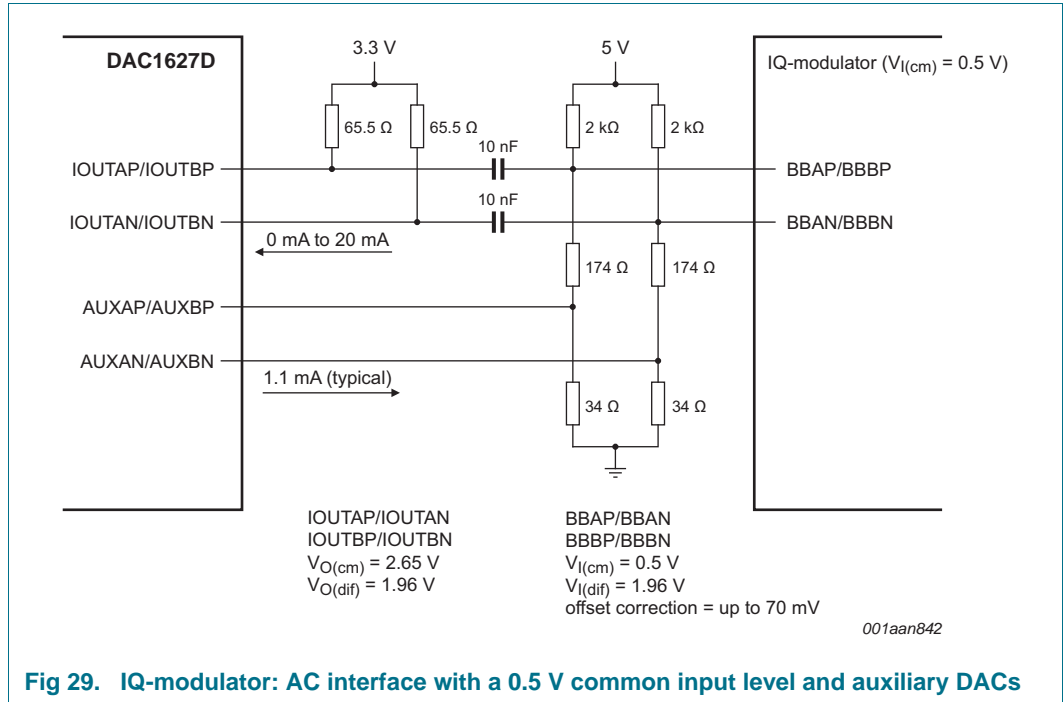 DAC1627D
3.3 V
5 V
IQ-modulator (VI(cm) = 0.5 V)
65.5 Ω
65.5 Ω
2 kΩ
2 kΩ
10 nF
IOUTAP/IOUTBP
BBAP/BBBP
10 nF
IOUTAN/IOUTBN
BBAN/BBBN
0 mA to 20 mA
174 Ω
174 Ω
AUXAP/AUXBP
AUXAN/AUXBN
1.1 mA (typical)
34 Ω
34 Ω
IOUTAP/IOUTAN
IOUTBP/IOUTBN
VO(cm) = 2.65 V
VO(dif) = 1.96 V
BBAP/BBAN
BBBP/BBBN
VI(cm) = 0.5 V
VI(dif) = 1.96 V
offset correction = up to 70 mV
001aan842
Fig 29. IQ-modulator: AC interface with a 0.5 V common input level and auxiliary DACs